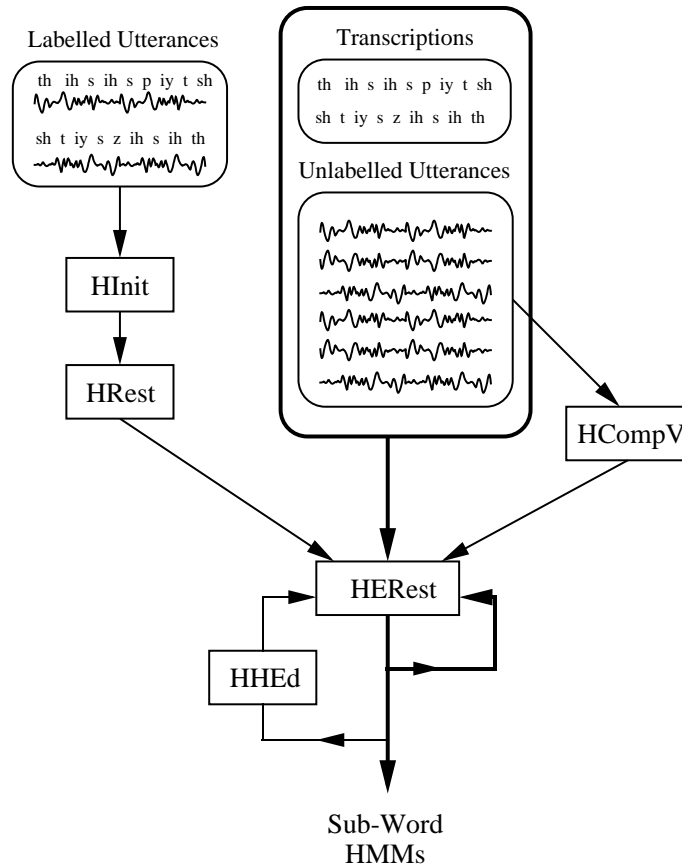 Labelled Utterances
th ih s ih s p iy t sh
sh t iy s z ih s ih th
Transcriptions
th ih s ih s p iy t sh
sh t iy s z ih s ih th
Unlabelled Utterances
HInit
HRest
HCompV
HERest
HHEd
Sub-Word
HMMs